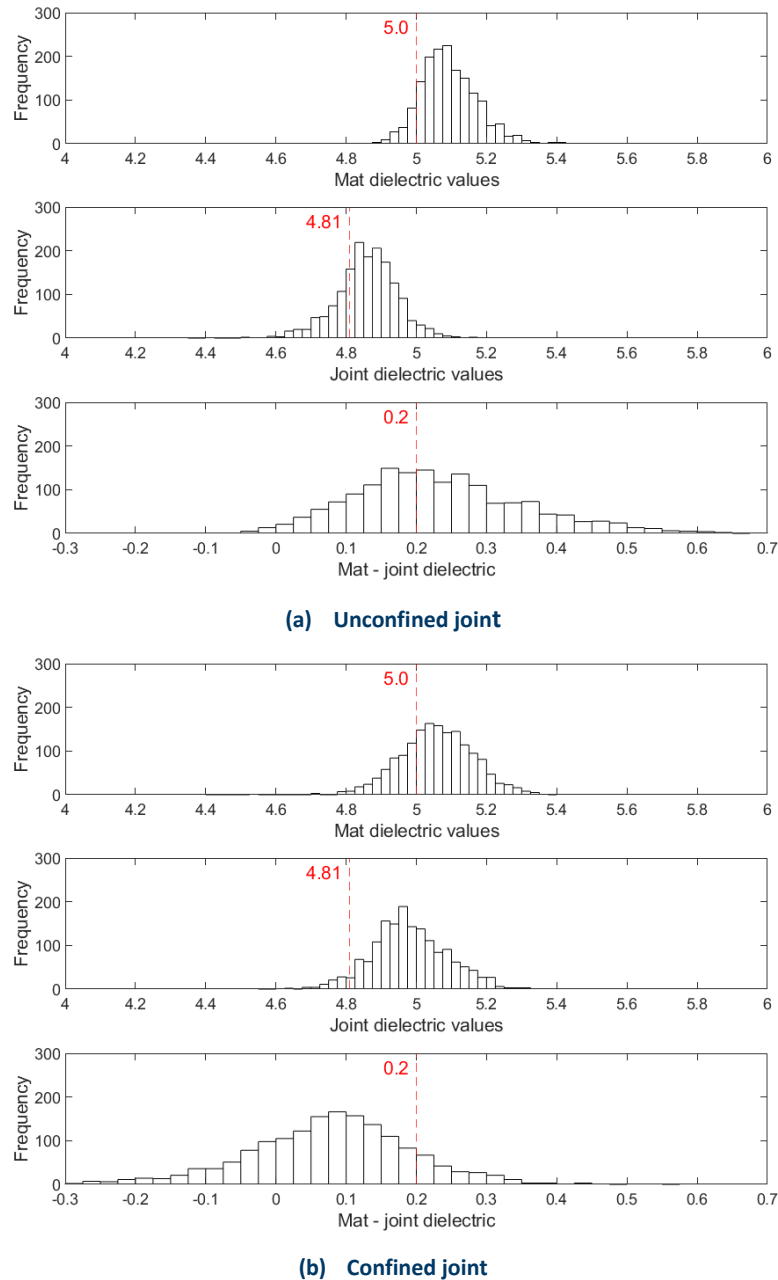 300
5.0
200
Frequency
100
0
4 4.2 4.4 4.6 4.8 5 5.2 5.4 5.6 5.8 6
Mat dielectric values
300
4.81
200
Frequency
100
0
4 4.2 4.4 4.6 4.8 5 5.2 5.4 5.6 5.8 6
Joint dielectric values
300
0.2
200
Frequency
100
0
-0.3 -0.2 -0.1 0 0.1 0.2 0.3 0.4 0.5 0.6 0.7
Mat - joint dielectric
(a) Unconfined joint
300
5.0
200
Frequency
100
0
4 4.2 4.4 4.6 4.8 5 5.2 5.4 5.6 5.8 6
Mat dielectric values
300
4.81
200
Frequency
100
0
4 4.2 4.4 4.6 4.8 5 5.2 5.4 5.6 5.8 6
Joint dielectric values
300
0.2
200
Frequency
100
0
-0.3 -0.2 -0.1 0 0.1 0.2 0.3 0.4 0.5 0.6 0.7
Mat - joint dielectric
(b) Confined joint